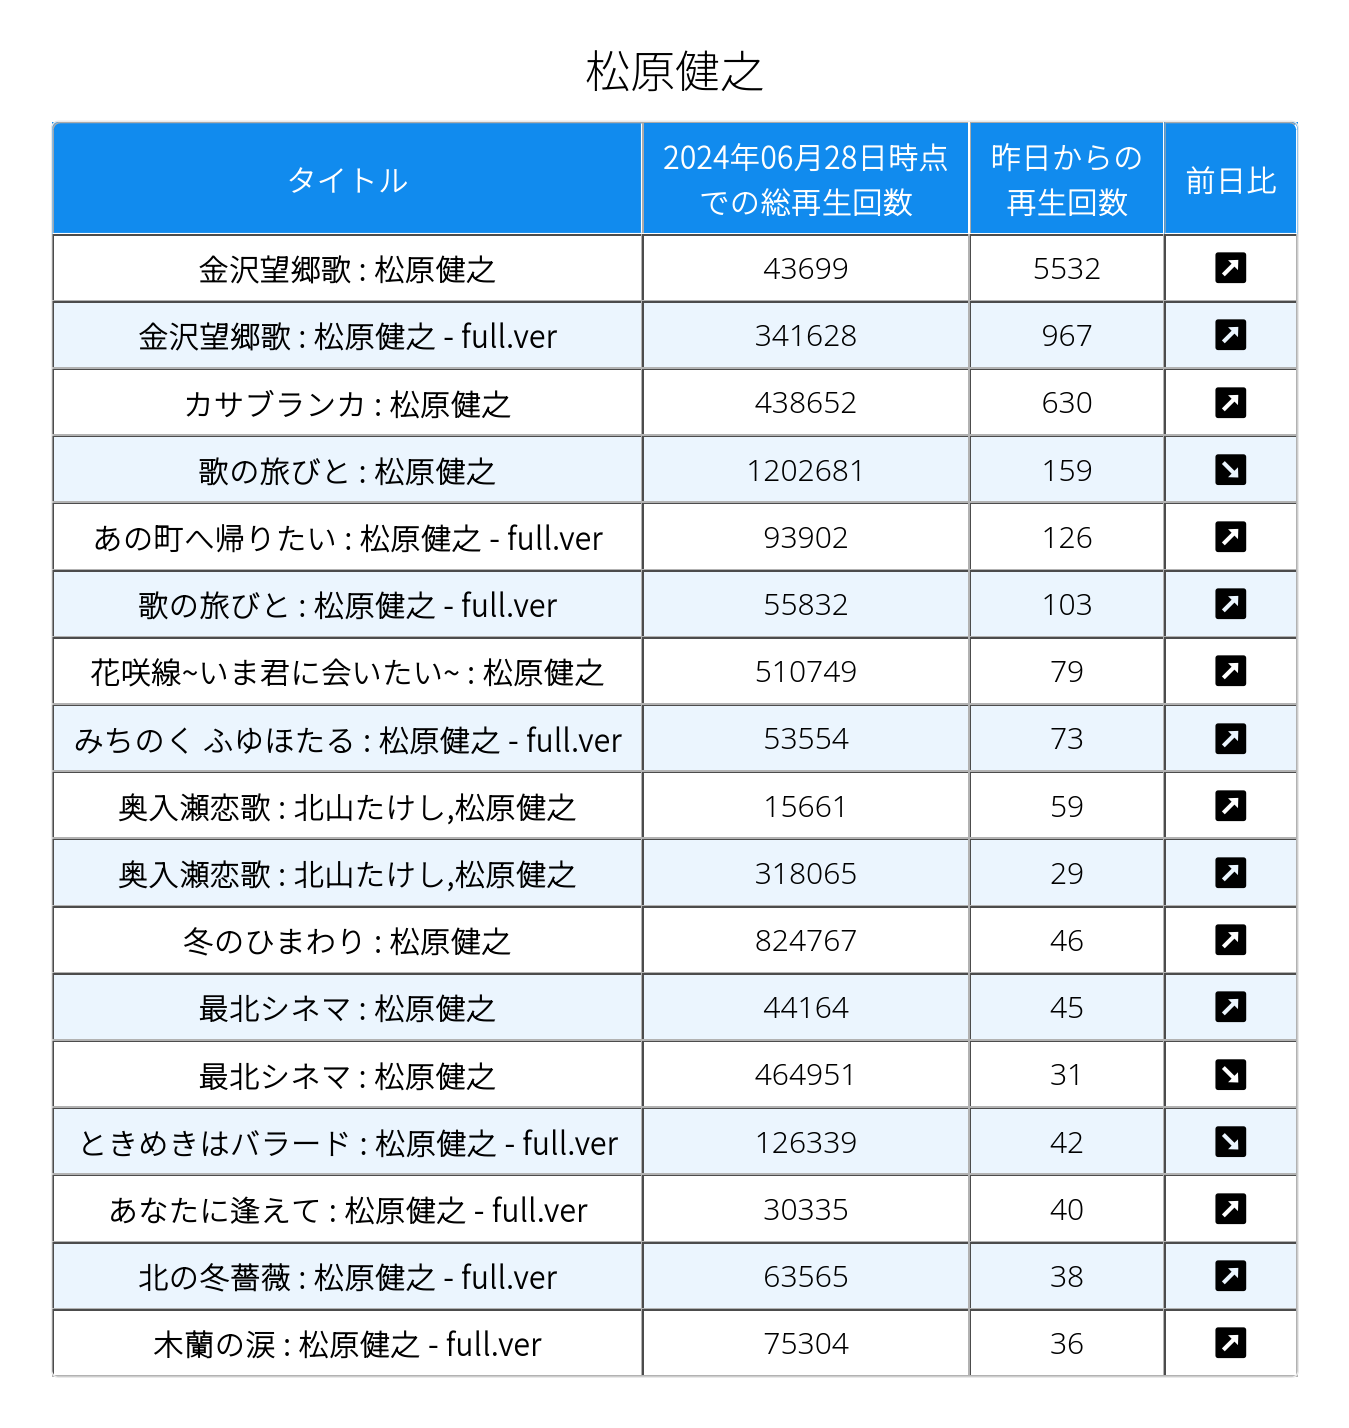 松原健之
タイトル
2024年06月28日時点
での総再生回数
昨日からの
再生回数
前日比
金沢望郷歌 : 松原健之 43699 5532
金沢望郷歌 : 松原健之 - full.ver 341628 967
カサブランカ : 松原健之 438652 630
歌の旅びと : 松原健之 1202681 159
あの町へ帰りたい : 松原健之 - full.ver 93902 126
歌の旅びと : 松原健之 - full.ver 55832 103
花咲線~いま君に会いたい~ : 松原健之 510749 79
みちのく ふゆほたる : 松原健之 - full.ver 53554 73
奥入瀬恋歌 : 北山たけし,松原健之 15661 59
奥入瀬恋歌 : 北山たけし,松原健之 318065 29
冬のひまわり : 松原健之 824767 46
最北シネマ : 松原健之 44164 45
最北シネマ : 松原健之 464951 31
ときめきはバラード : 松原健之 - full.ver 126339 42
あなたに逢えて : 松原健之 - full.ver 30335 40
北の冬薔薇 : 松原健之 - full.ver 63565 38
木蘭の涙 : 松原健之 - full.ver 75304 36